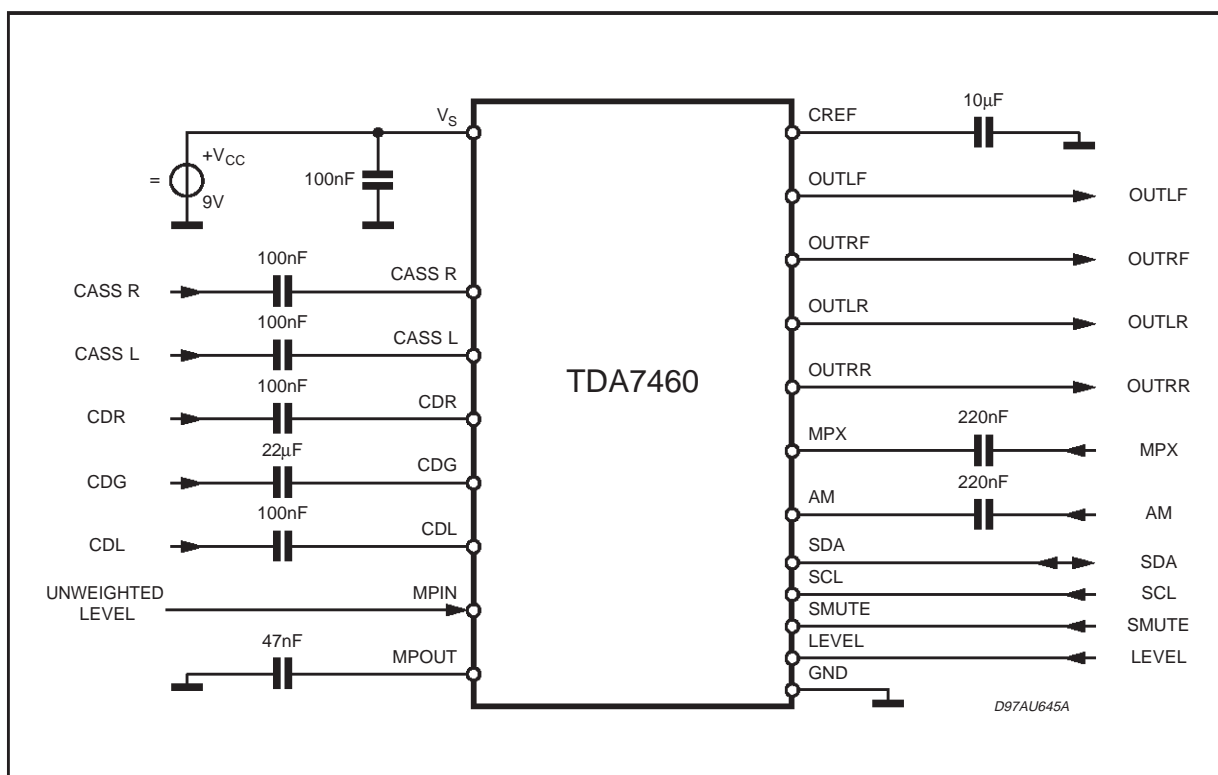 V_S
+V_CC
=
9V
100nF
CASS R
100nF
CASS R
CASS L
100nF
CASS L
CDR
100nF
CDR
CDG
22µF
CDG
CDL
100nF
CDL
UNWEIGHTED
LEVEL
MPIN
47nF
MPOUT
TDA7460
CREF
10µF
OUTLF
OUTLF
OUTRF
OUTRF
OUTLR
OUTLR
OUTRR
OUTRR
MPX
220nF
MPX
AM
220nF
AM
SDA
SDA
SCL
SCL
SMUTE
SMUTE
LEVEL
LEVEL
GND
D97AU645A